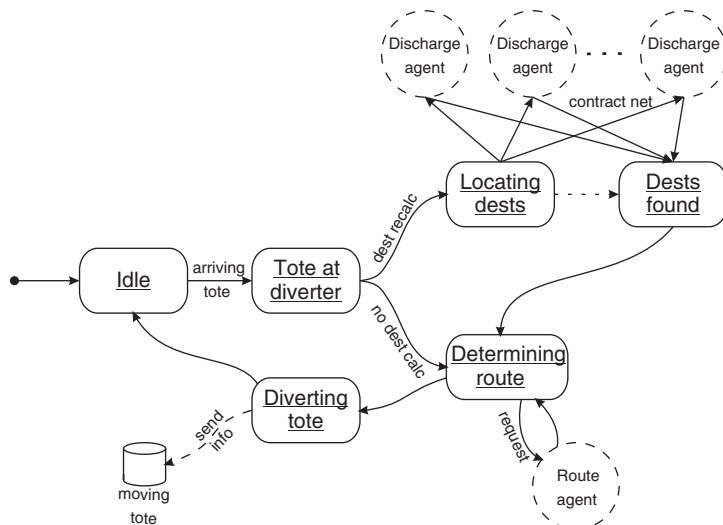 Discharge
agent
Discharge
agent
Discharge
agent
contract net
Locating
dests
Dests
found
dest recalc
Idle
arriving
tote
Tote at
diverter
no dest calc
Determining
route
Diverting
tote
send
info
request
moving
tote
Route
agent